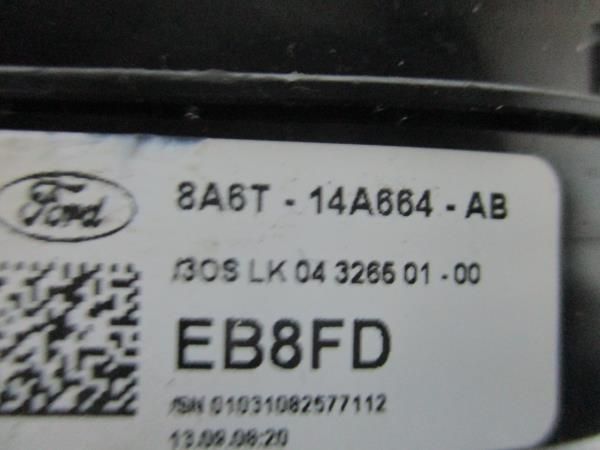 Ford
8A6T - 14A664 - AB
/3OS LK 04 3265 01 - 00
EB8FD
/SN 01031082577112
13.09.08:20